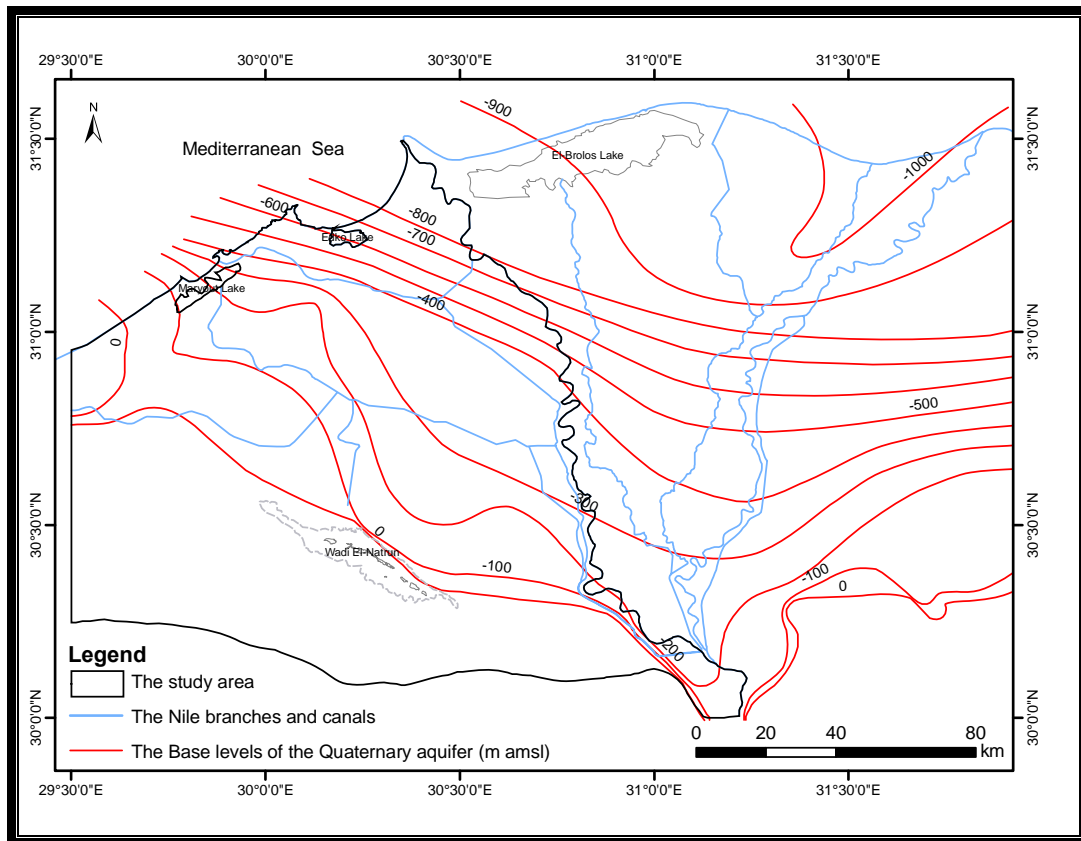 29°30'0"E 30°0'0"E 30°30'0"E 31°0'0"E 31°30'0"E
N
31°30'0"N
31°30'0"N
Mediterranean Sea
-900
El-Brolos Lake
-1000
-600
-800
-700
Edko Lake
Maryout Lake
-400
31°0'0"N
31°0'0"N
0
-500
-300
30°30'0"N
30°30'0"N
0
Wadi El-Natrun
-100
-100
0
-200
Legend
The study area
The Nile branches and canals
The Base levels of the Quaternary aquifer (m amsl)
30°0'0"N
30°0'0"N
0 20 40 80
km
29°30'0"E 30°0'0"E 30°30'0"E 31°0'0"E 31°30'0"E